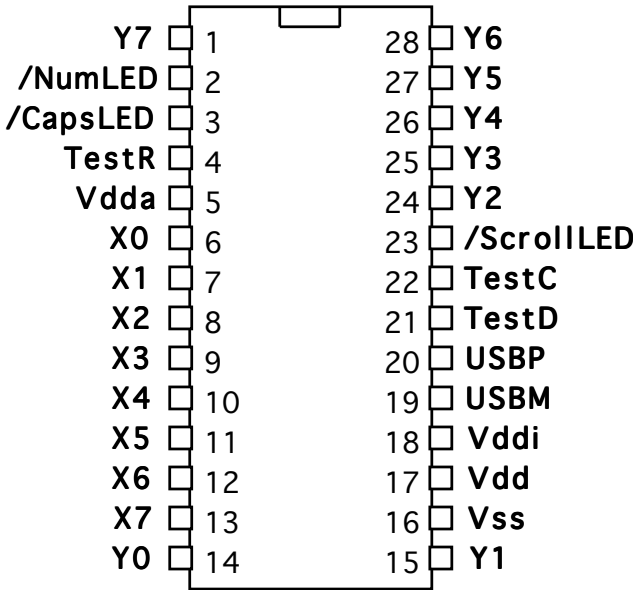 Y7 1 28 Y6
/NumLED 2 27 Y5
/CapsLED 3 26 Y4
TestR 4 25 Y3
Vdda 5 24 Y2
X0 6 23 /ScrollLED
X1 7 22 TestC
X2 8 21 TestD
X3 9 20 USBP
X4 10 19 USBM
X5 11 18 Vddi
X6 12 17 Vdd
X7 13 16 Vss
Y0 14 15 Y1